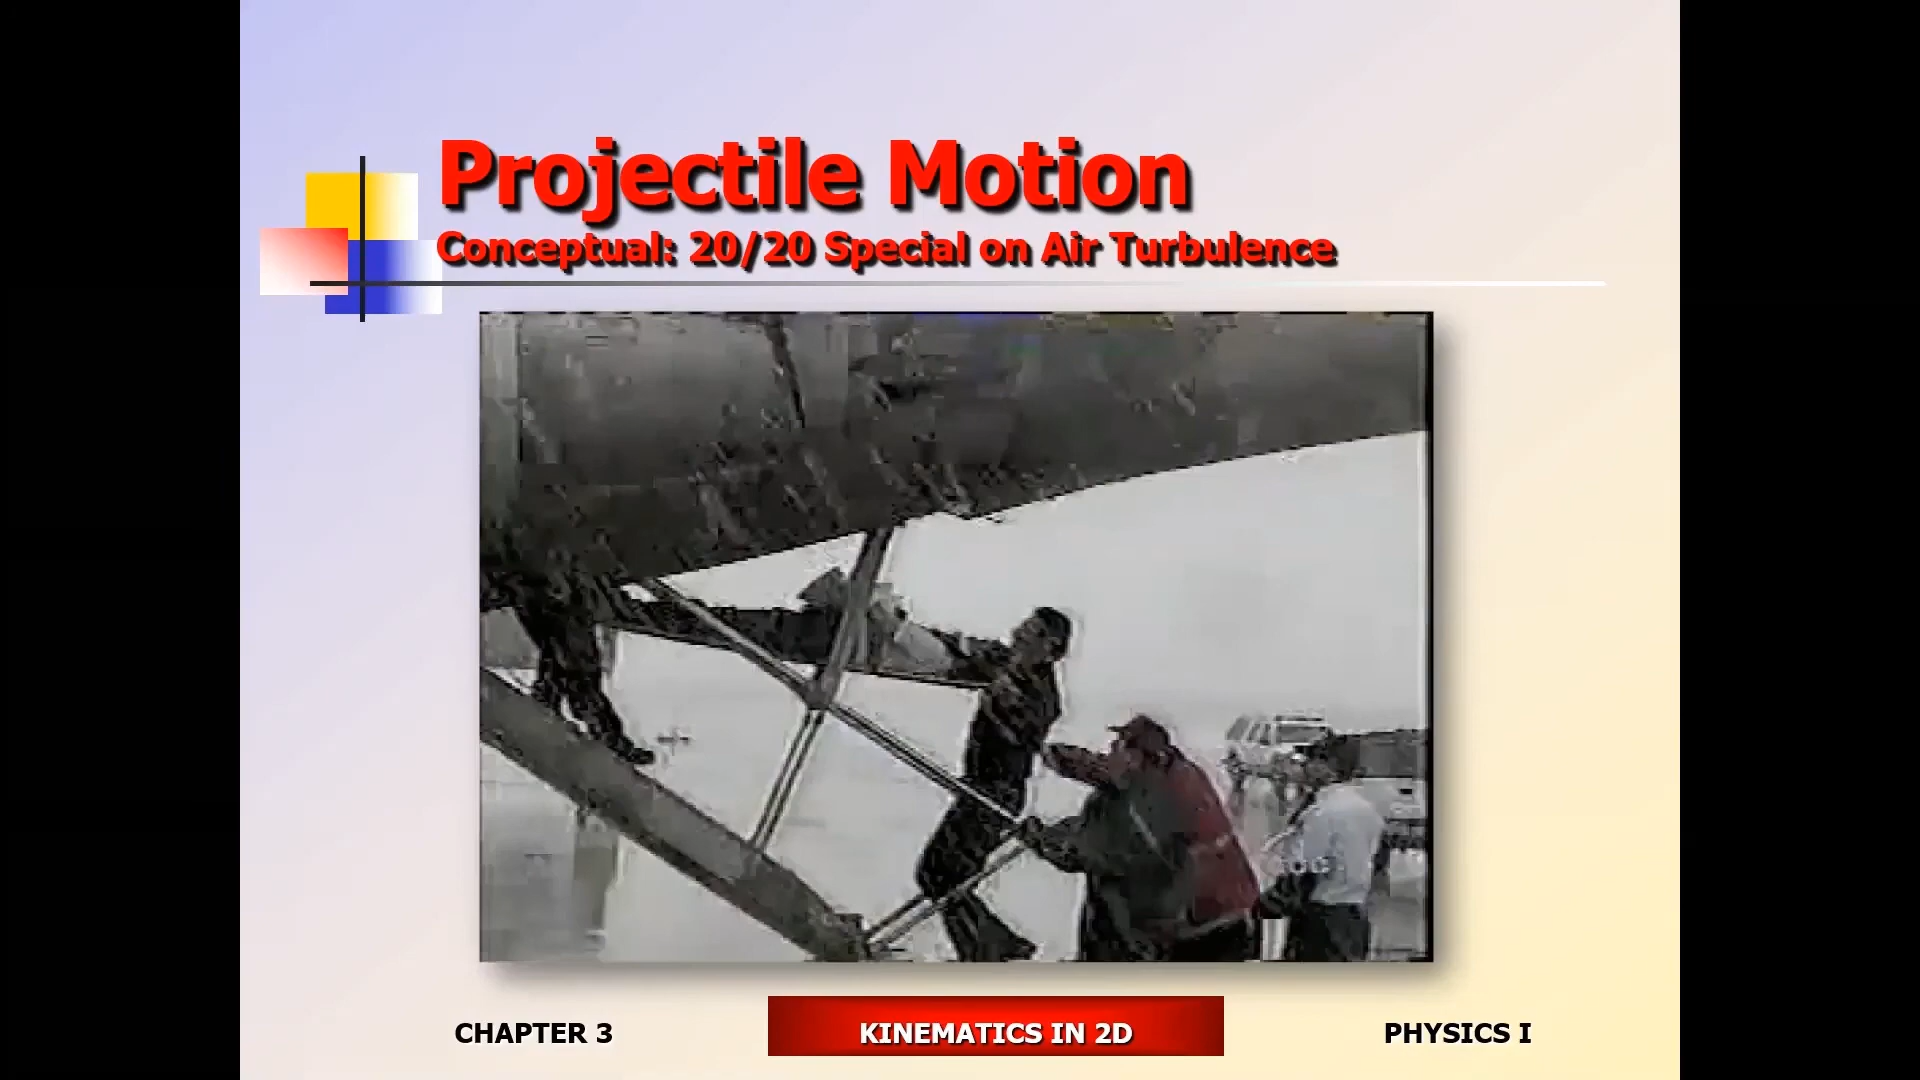 Projectile Motion
Conceptual: 20/20 Special on Air Turbulence
CHAPTER 3
KINEMATICS IN 2D
PHYSICS I